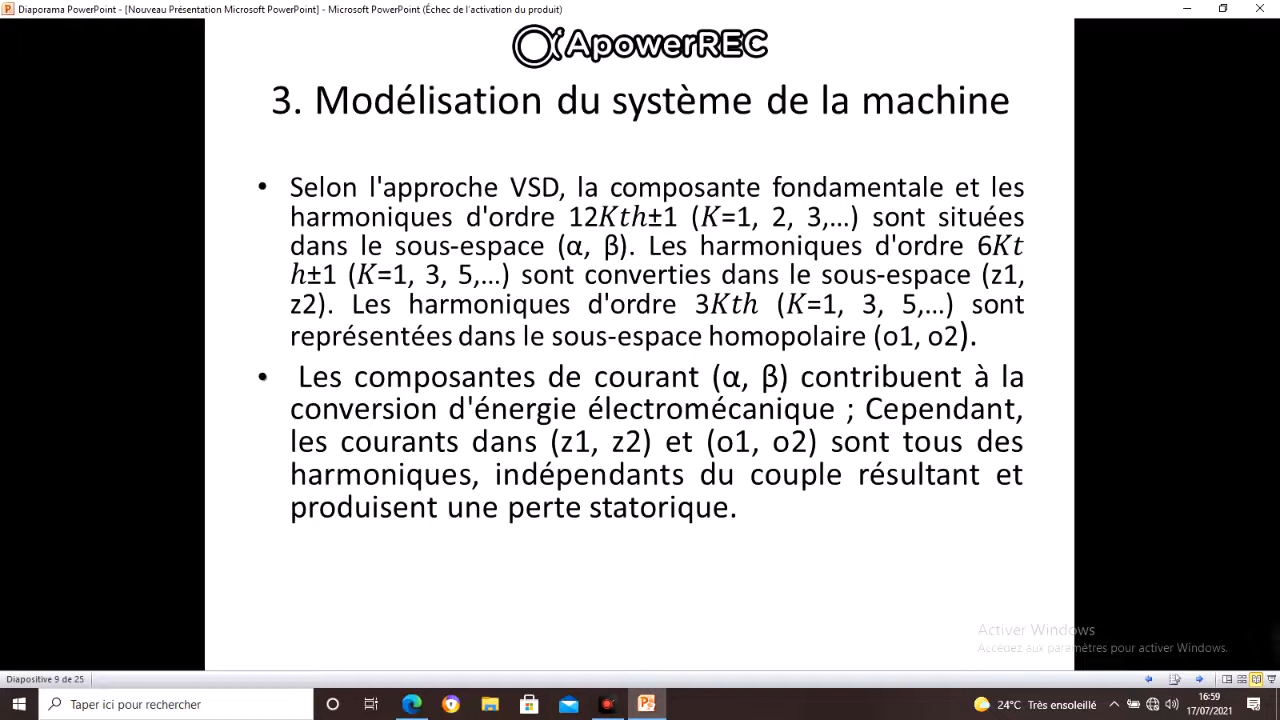 Diaporama PowerPoint - [Nouveau Présentation Microsoft PowerPoint] - Microsoft PowerPoint (Échec de l'activation du produit)
ApowerREC
3. Modélisation du système de la machine
• Selon l'approche VSD, la composante fondamentale et les
harmoniques d'ordre 12Kth±1 (K=1, 2, 3,...) sont situées
dans le sous-espace (α, β). Les harmoniques d'ordre 6Kt
h±1 (K=1, 3, 5,...) sont converties dans le sous-espace (z1,
z2). Les harmoniques d'ordre 3Kth (K=1, 3, 5,...) sont
représentées dans le sous-espace homopolaire (o1, o2).
• Les composantes de courant (α, β) contribuent à la
conversion d'énergie électromécanique ; Cependant,
les courants dans (z1, z2) et (o1, o2) sont tous des
harmoniques, indépendants du couple résultant et
produisent une perte statorique.
Activer Windows
Accédez aux paramètres pour activer Windows.
Diapositive 9 de 25
Taper ici pour rechercher
24°C Très ensoleillé
16:59
17/07/2021